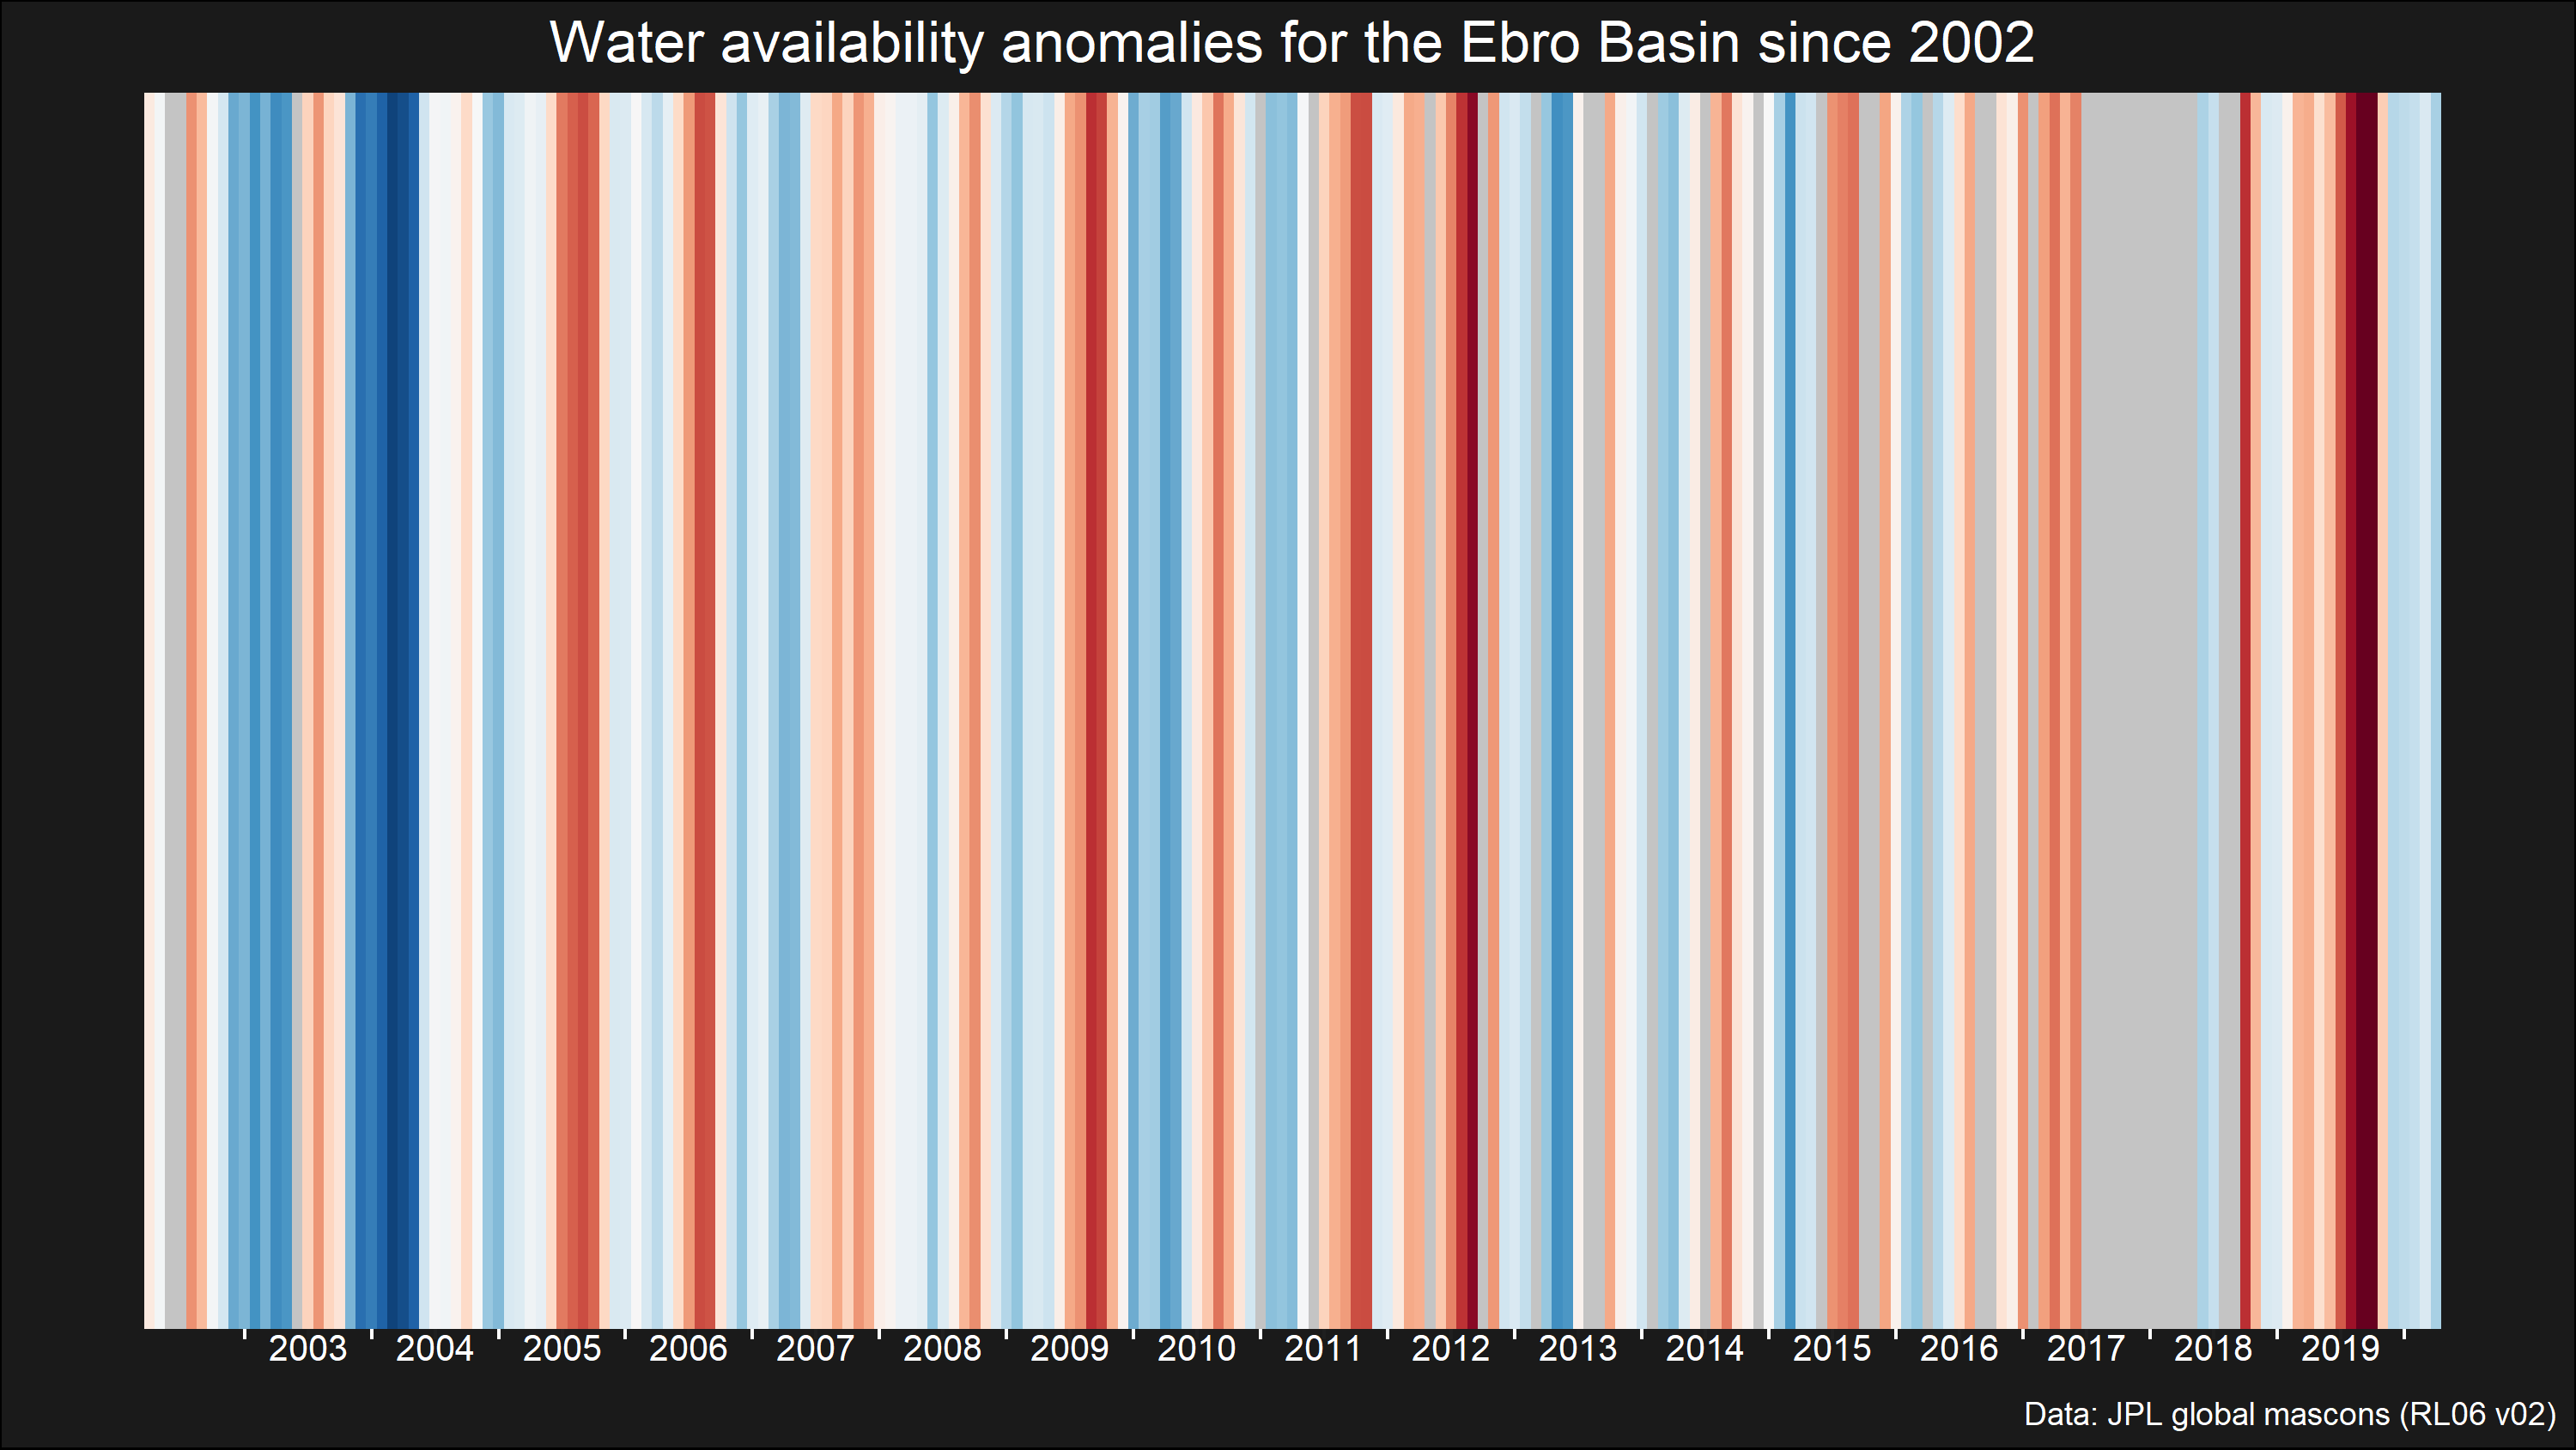 Water availability anomalies for the Ebro Basin since 2002
2003 2004 2005 2006 2007 2008 2009 2010 2011 2012 2013 2014 2015 2016 2017 2018 2019
Data: JPL global mascons (RL06 v02)